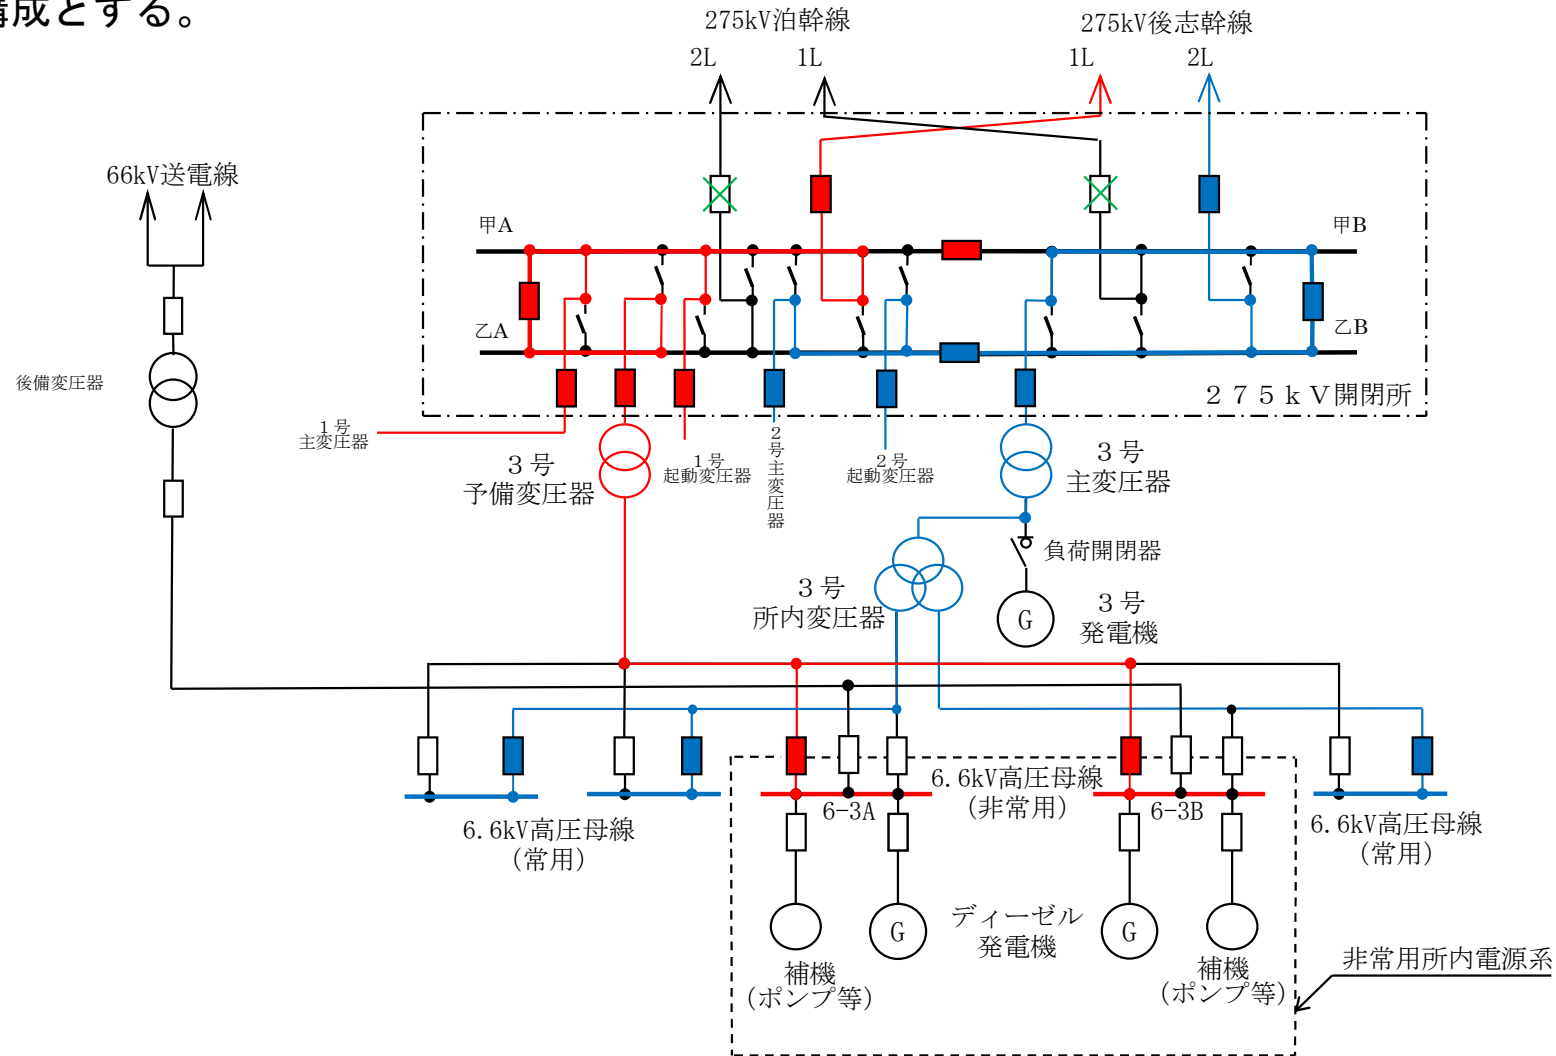 構成とする。
275kV泊幹線
275kV後志幹線
2L
1L
1L
2L
66kV送電線
甲A
甲B
乙A
乙B
後備変圧器
２７５ｋＶ開閉所
１号
主変圧器
３号
予備変圧器
１号
起動変圧器
２号主変圧器
２号
起動変圧器
３号
主変圧器
負荷開閉器
３号
所内変圧器
G
３号
発電機
6.6kV高圧母線
(常用)
6-3A
6.6kV高圧母線
(非常用)
6-3B
6.6kV高圧母線
(常用)
G
ディーゼル
発電機
G
補機
(ポンプ等)
補機
(ポンプ等)
非常用所内電源系